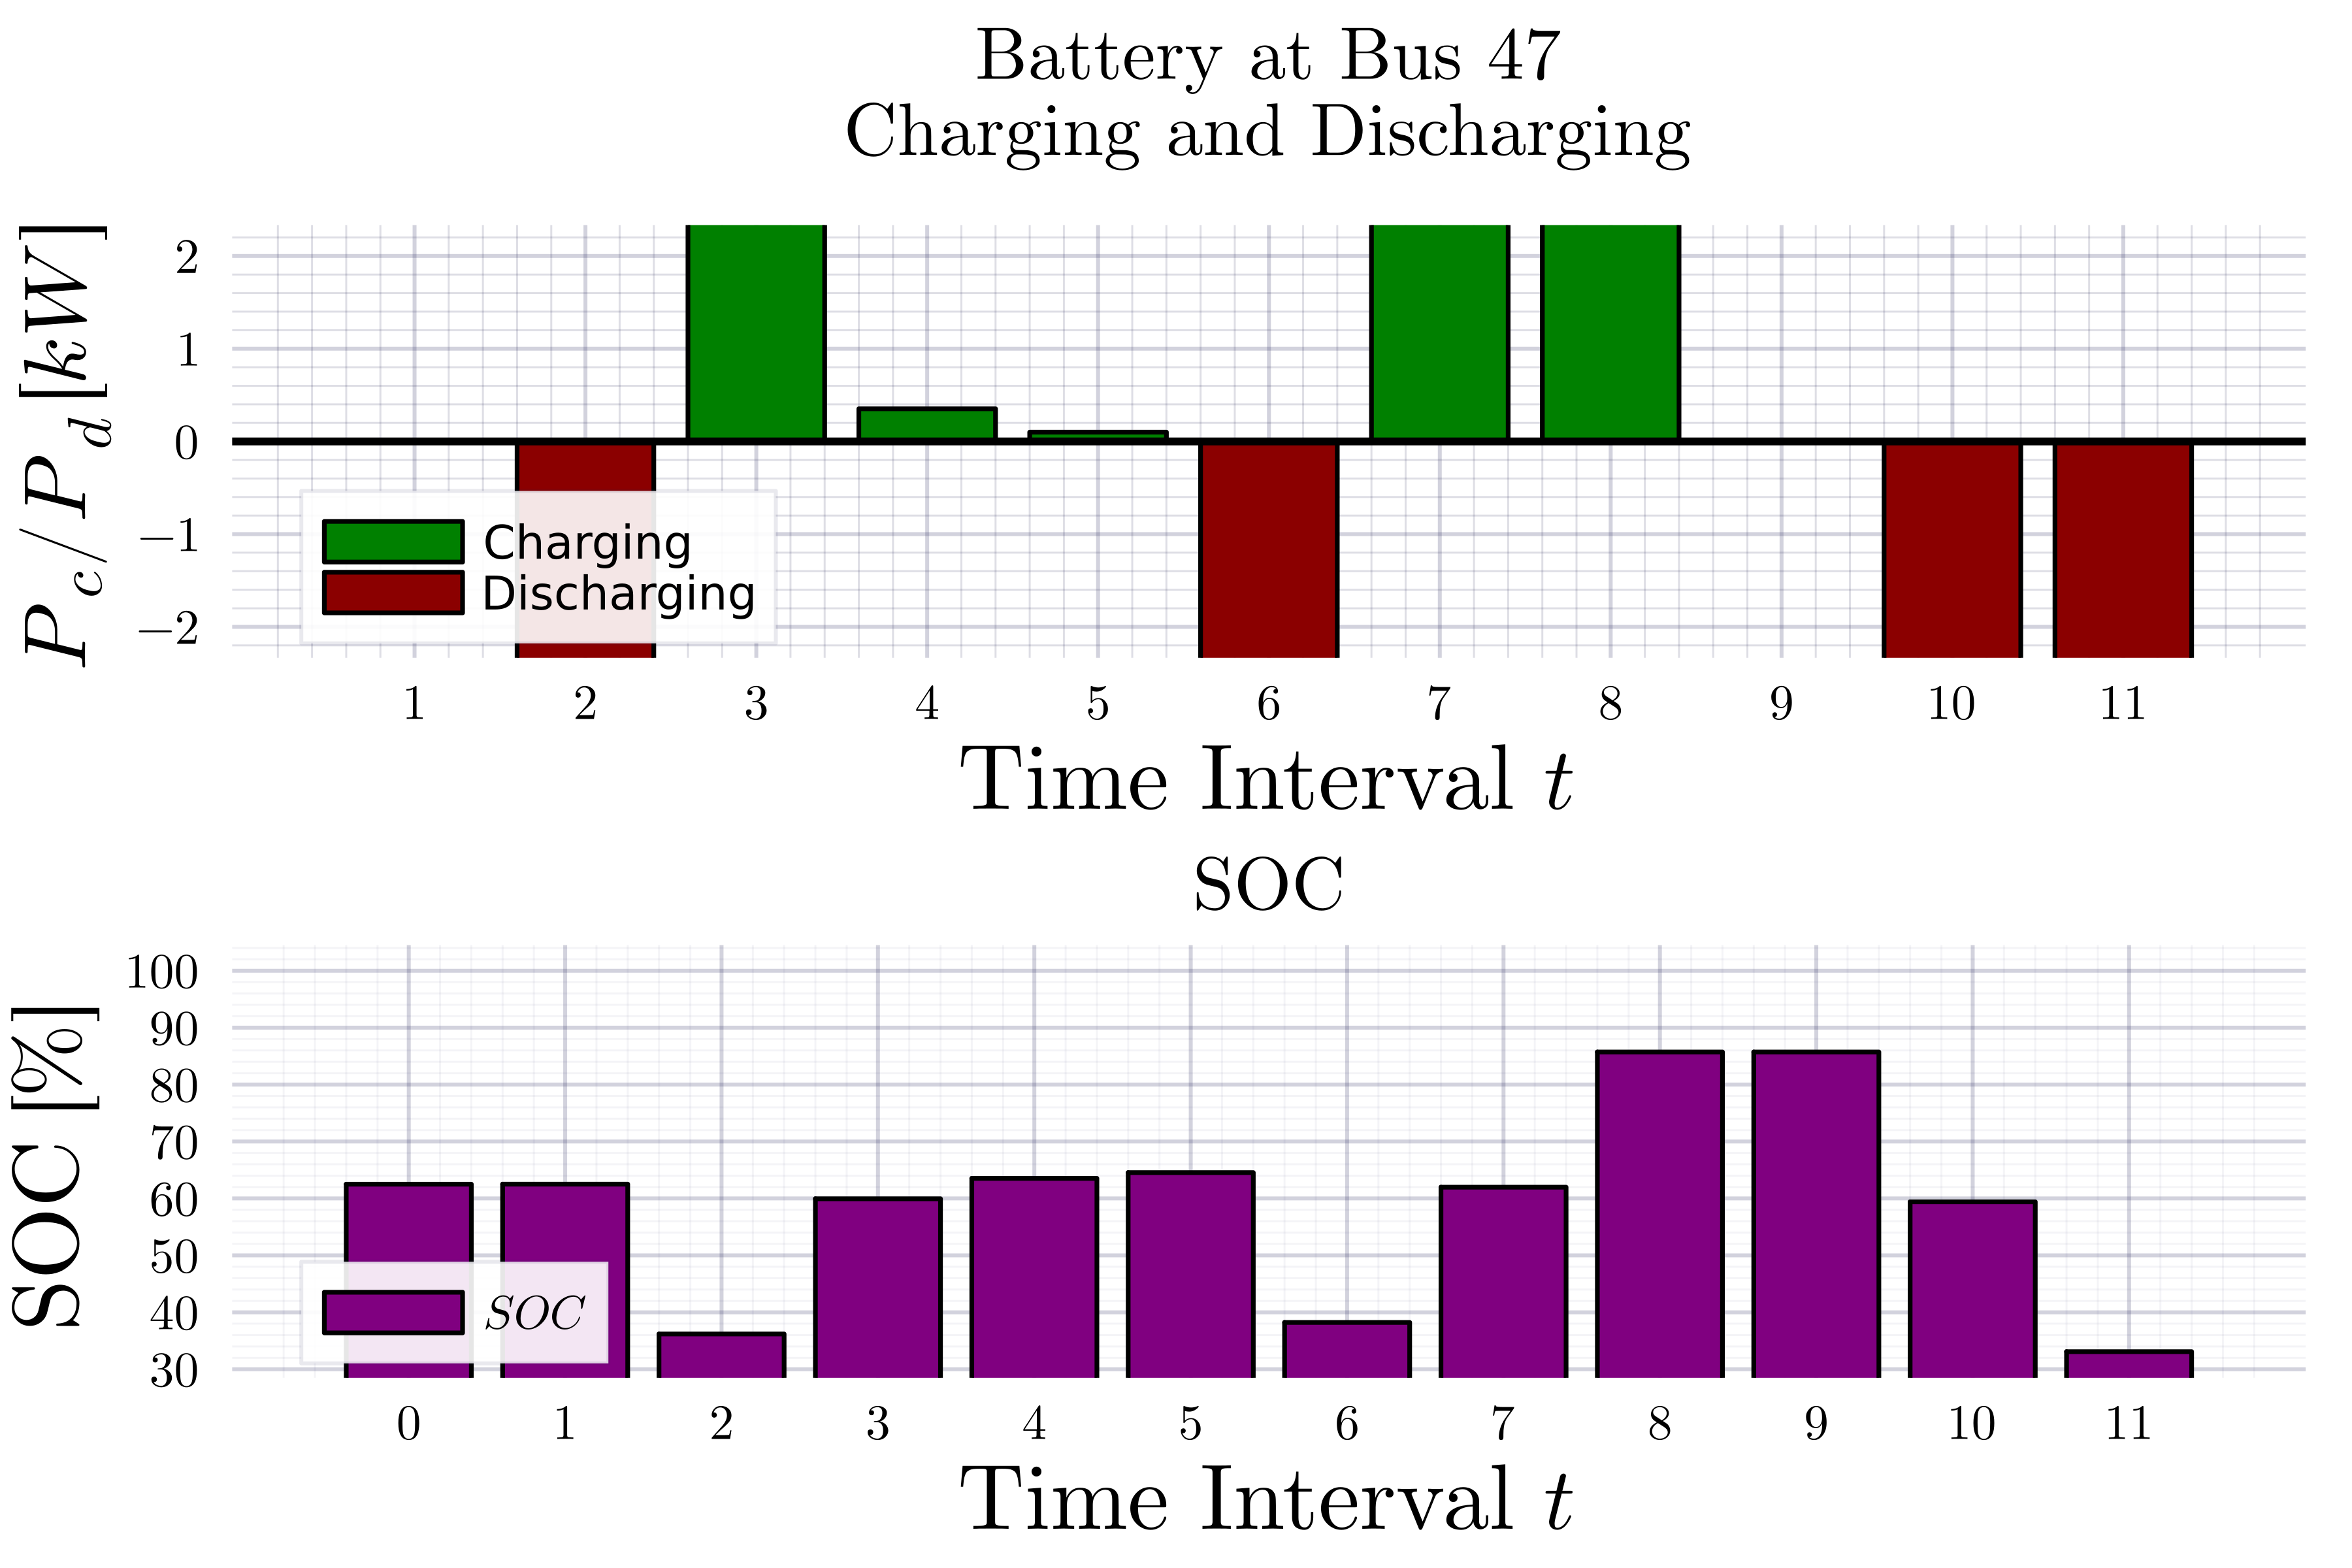 Battery at Bus 47
Charging and Discharging
P_c/P_d [kW]
2
1
0
−1
−2
Charging
Discharging
1 2 3 4 5 6 7 8 9 10 11
Time Interval t
SOC
SOC [%]
100
90
80
70
60
50
40
30
SOC
0 1 2 3 4 5 6 7 8 9 10 11
Time Interval t